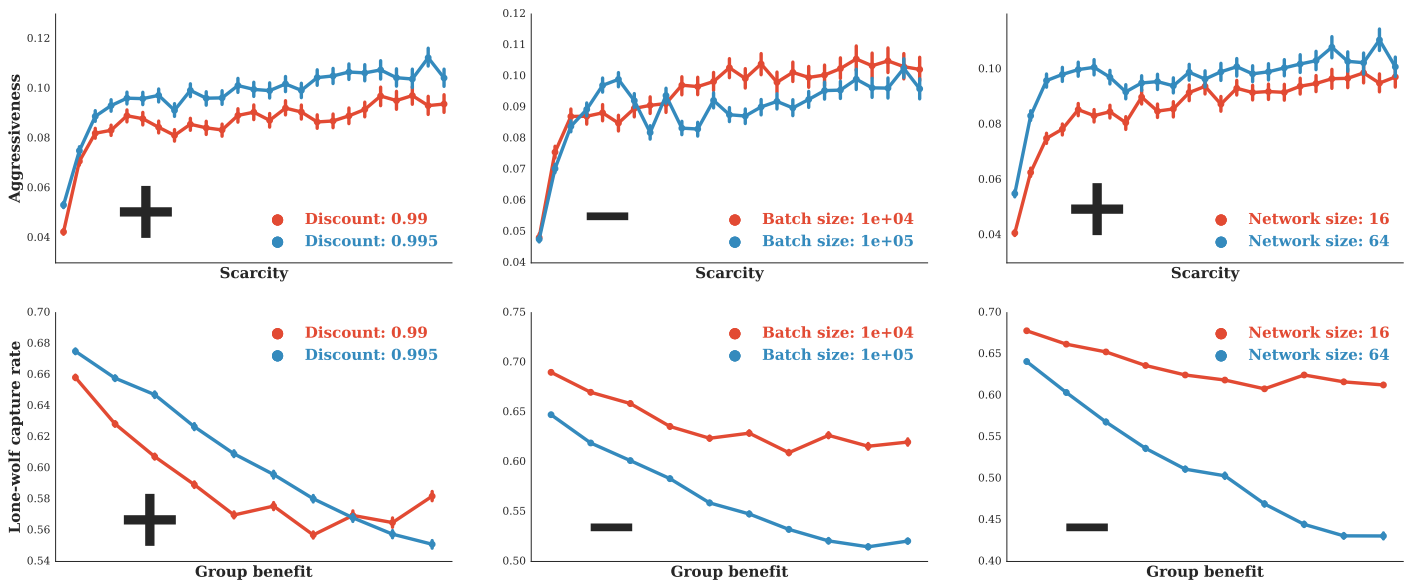 Aggressiveness
0.12
0.10
0.08
0.06
0.04
+
Discount: 0.99
Discount: 0.995
Scarcity
0.12
0.11
0.10
0.09
0.08
0.07
0.06
0.05
0.04
−
Batch size: 1e+04
Batch size: 1e+05
Scarcity
0.10
0.08
0.06
0.04
+
Network size: 16
Network size: 64
Scarcity
Lone-wolf capture rate
0.70
0.68
0.66
0.64
0.62
0.60
0.58
0.56
0.54
Discount: 0.99
Discount: 0.995
+
Group benefit
0.75
0.70
0.65
0.60
0.55
0.50
Batch size: 1e+04
Batch size: 1e+05
−
Group benefit
0.70
0.65
0.60
0.55
0.50
0.45
0.40
Network size: 16
Network size: 64
−
Group benefit